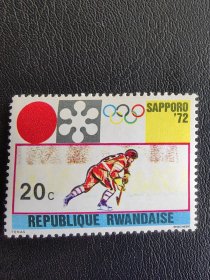 SAPPORO
'72
20c
REPUBLIQUE RWANDAISE